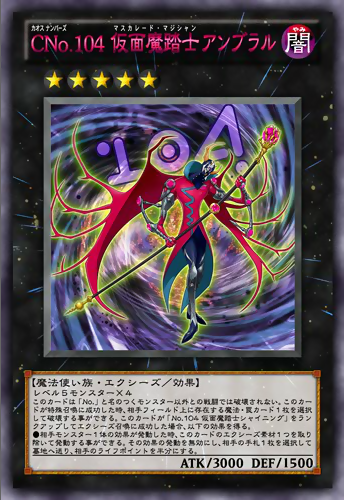 カオスナンバーズ マスカレード・マジシャン
CNo.104 仮面魔踏士アンブラル
やみ
闇
104
【魔法使い族・エクシーズ/効果】
レベル5モンスター×4
このカードは「No.」と名のつくモンスター以外との戦闘では破壊されない。このカード
が特殊召喚に成功した時、相手フィールド上に存在する魔法・罠カード1枚を選択
して破壊する事ができる。このカードが「No.104 仮面魔踏士シャイニング」をラン
クアップしてエクシーズ召喚に成功した場合、以下の効果を得る。
●相手モンスター1体の効果が発動した時、このカードのエクシーズ素材1つを取り
除いて発動する事ができる。その効果の発動を無効にし、相手の手札1枚を選択して
墓地へ送り、相手のライフポイントを半分にする。
ATK/3000 DEF/1500